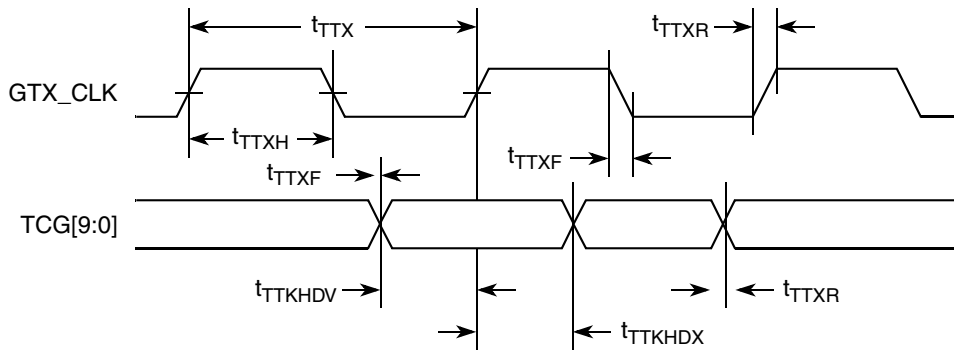 tTTX
tTTXR
GTX_CLK
tTTXH
tTTXF
tTTXF
TCG[9:0]
tTTKHDV
tTTXR
tTTKHDX